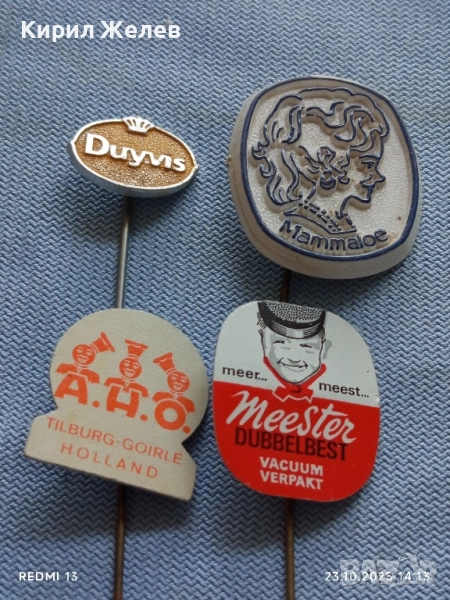 Кирил Желев
Duyvis
Mammaloe
A.H.O.
TILBURG-GOIRLE
HOLLAND
meer...
meest...
MeeSter
DUBBELBEST
VACUUM
VERPAKT
REDMI 13
23.10.2025 14:13